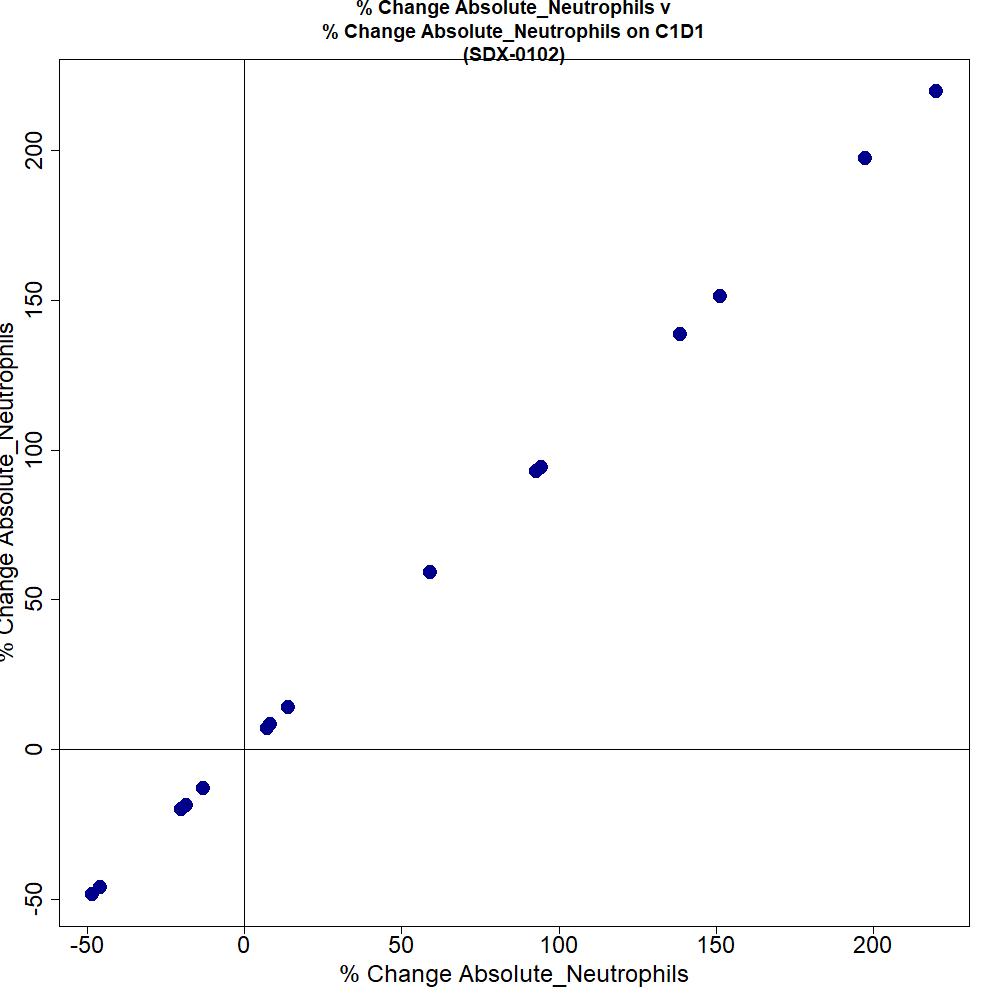 % Change Absolute_Neutrophils v
% Change Absolute_Neutrophils on C1D1
(SDX-0102)
% Change Absolute_Neutrophils
200
150
100
50
0
-50
-50 0 50 100 150 200
% Change Absolute_Neutrophils